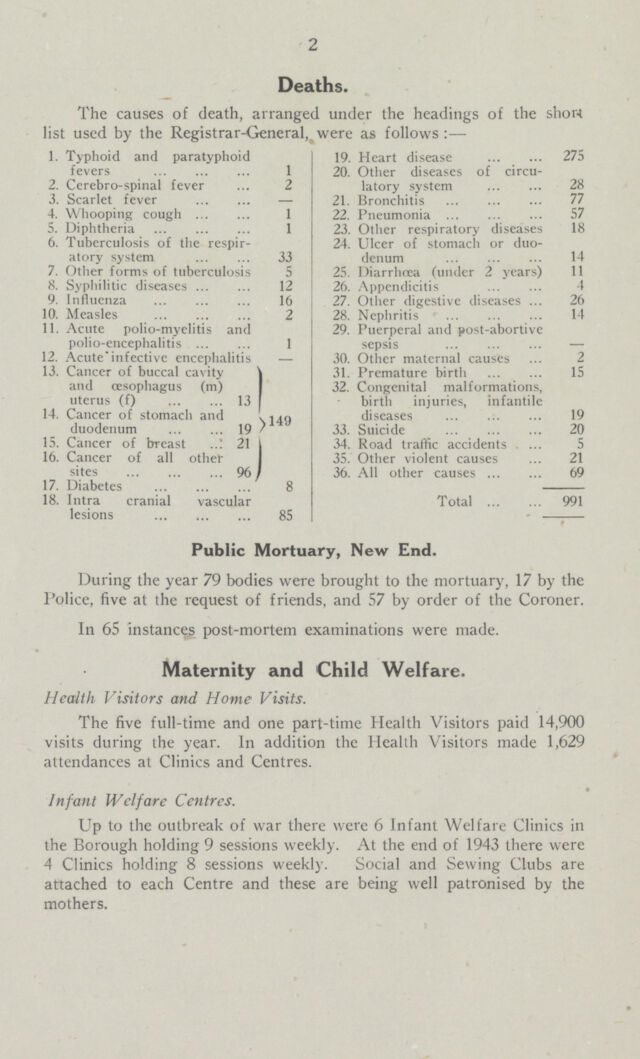 2
Deaths.
The causes of death, arranged under the headings of the short
list used by the Registrar-General, were as follows :—
1. Typhoid and paratyphoid
fevers ... ... ... 1
2. Cerebro-spinal fever ... 2
3. Scarlet fever ... ... —
4. Whooping cough ... ... 1
5. Diphtheria ... ... ... 1
6. Tuberculosis of the respir-
atory system ... ... 33
7. Other forms of tuberculosis 5
8. Syphilitic diseases ... ... 12
9. Influenza ... ... ... 16
10. Measles ... ... ... 2
11. Acute polio-myelitis and
polio-encephalitis ... ... 1
12. Acute infective encephalitis —
13. Cancer of buccal cavity
and œsophagus (m)
uterus (f) ... ... 13
14. Cancer of stomach and
duodenum ... ... 19 } 149
15. Cancer of breast ... 21
16. Cancer of all other
sites ... ... ... 96
17. Diabetes ... ... ... 8
18. Intra cranial vascular
lesions ... ... ... 85
19. Heart disease ... ... 275
20. Other diseases of circu-
latory system ... ... 28
21. Bronchitis ... ... ... 77
22. Pneumonia ... ... ... 57
23. Other respiratory diseases 18
24. Ulcer of stomach or duo-
denum ... ... ... 14
25. Diarrhœa (under 2 years) 11
26. Appendicitis ... ... 4
27. Other digestive diseases ... 26
28. Nephritis ... ... ... 14
29. Puerperal and post-abortive
sepsis ... ... ... —
30. Other maternal causes ... 2
31. Premature birth ... ... 15
32. Congenital malformations,
birth injuries, infantile
diseases ... ... ... 19
33. Suicide ... ... ... 20
34. Road traffic accidents ... 5
35. Other violent causes ... 21
36. All other causes ... ... 69
Total ... ... 991
Public Mortuary, New End.
During the year 79 bodies were brought to the mortuary, 17 by the
Police, five at the request of friends, and 57 by order of the Coroner.
In 65 instances post-mortem examinations were made.
Maternity and Child Welfare.
Health Visitors and Home Visits.
The five full-time and one part-time Health Visitors paid 14,900
visits during the year. In addition the Health Visitors made 1,629
attendances at Clinics and Centres.
Infant Welfare Centres.
Up to the outbreak of war there were 6 Infant Welfare Clinics in
the Borough holding 9 sessions weekly. At the end of 1943 there were
4 Clinics holding 8 sessions weekly. Social and Sewing Clubs are
attached to each Centre and these are being well patronised by the
mothers.